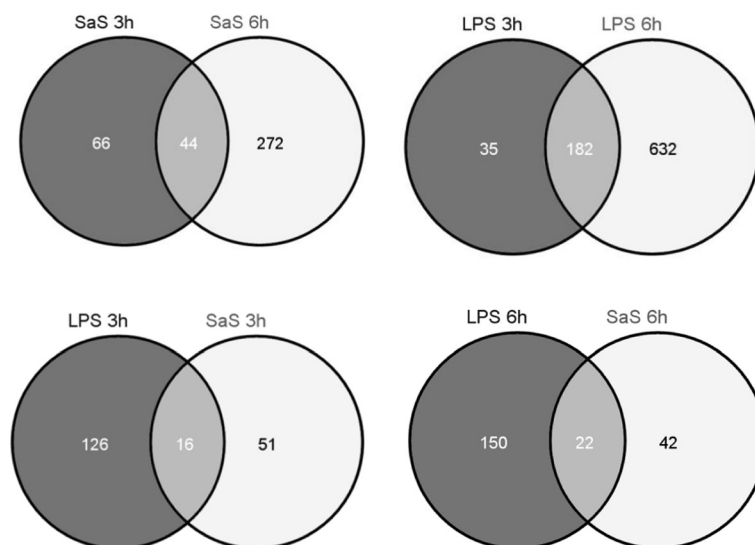 SaS 3h SaS 6h
66 44 272
LPS 3h LPS 6h
35 182 632
LPS 3h SaS 3h
126 16 51
LPS 6h SaS 6h
150 22 42